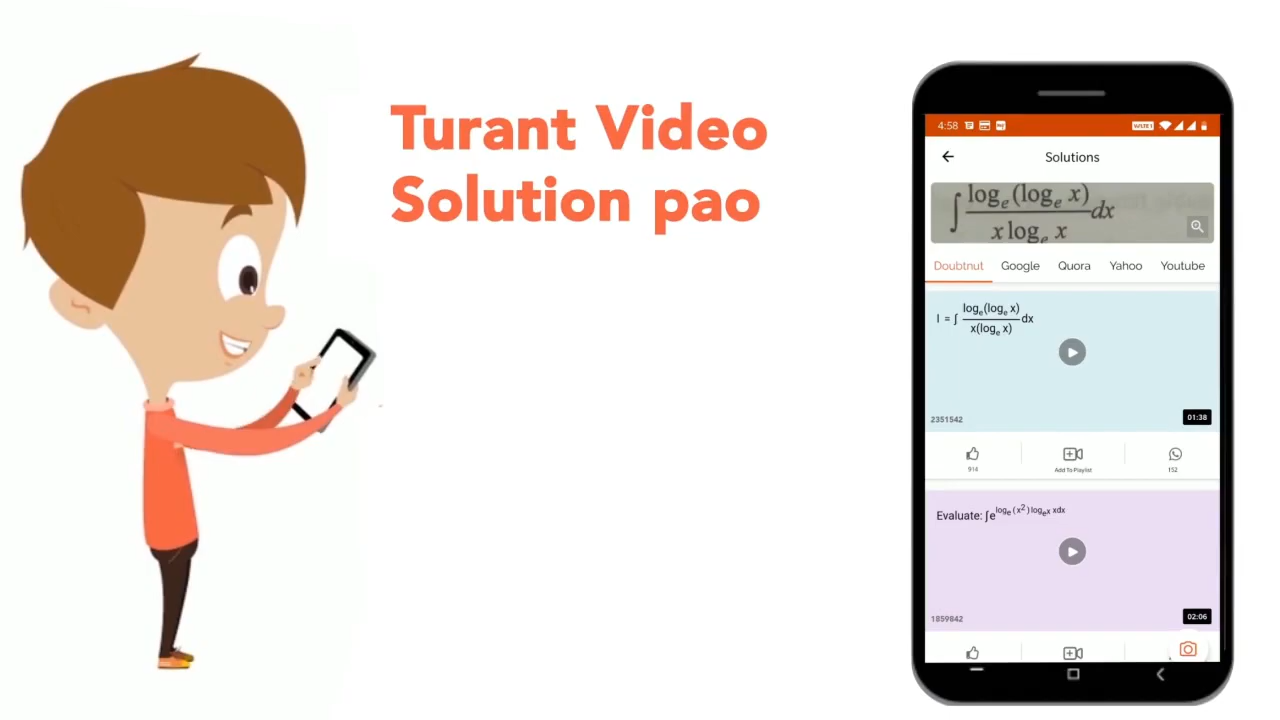 Turant Video
Solution pao
4:58
Solutions
∫ logₑ(logₑ x) / x logₑ x dx
Doubtnut Google Quora Yahoo Youtube
I = ∫ logₑ(logₑ x) / x(logₑ x) dx
2351542 01:38
914 Add To Playlist 152
Evaluate: ∫e^logₑ(x²)logₑx xdx
1859842 02:06